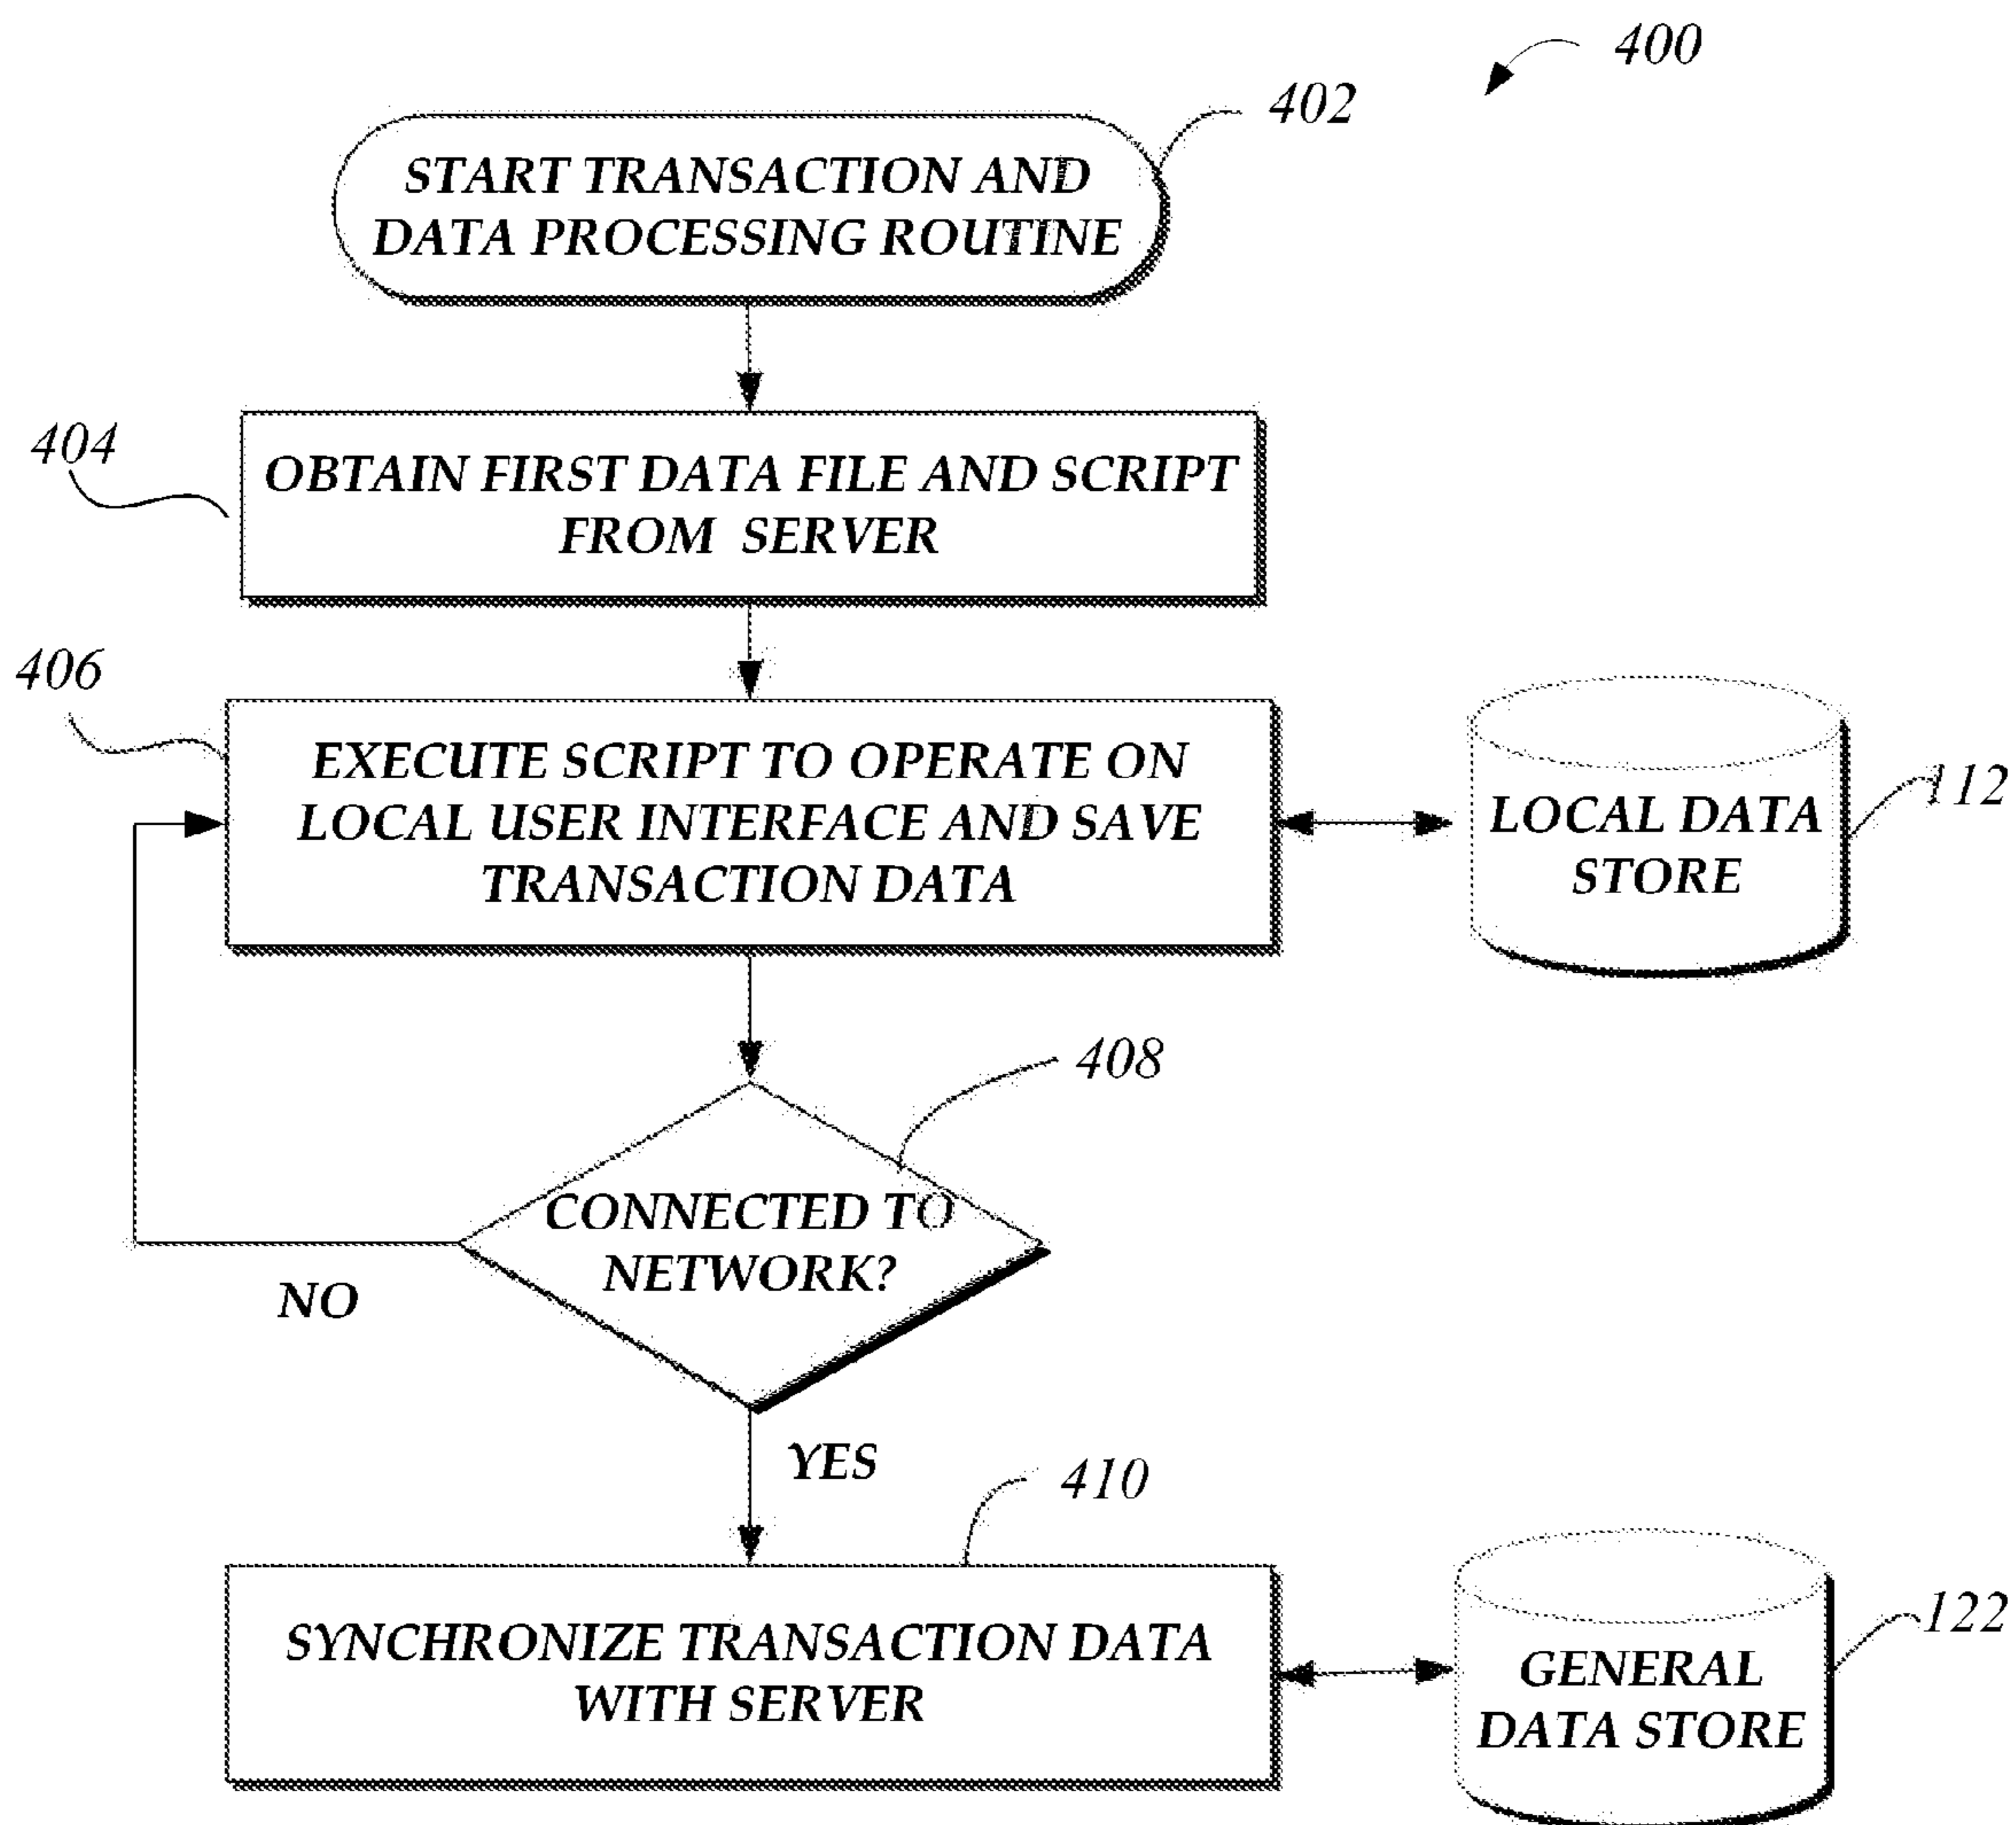 400
402
START TRANSACTION AND
DATA PROCESSING ROUTINE
404
OBTAIN FIRST DATA FILE AND SCRIPT
FROM SERVER
406
EXECUTE SCRIPT TO OPERATE ON
LOCAL USER INTERFACE AND SAVE
TRANSACTION DATA
LOCAL DATA
STORE
112
408
CONNECTED TO
NETWORK?
NO
YES
410
SYNCHRONIZE TRANSACTION DATA
WITH SERVER
GENERAL
DATA STORE
122